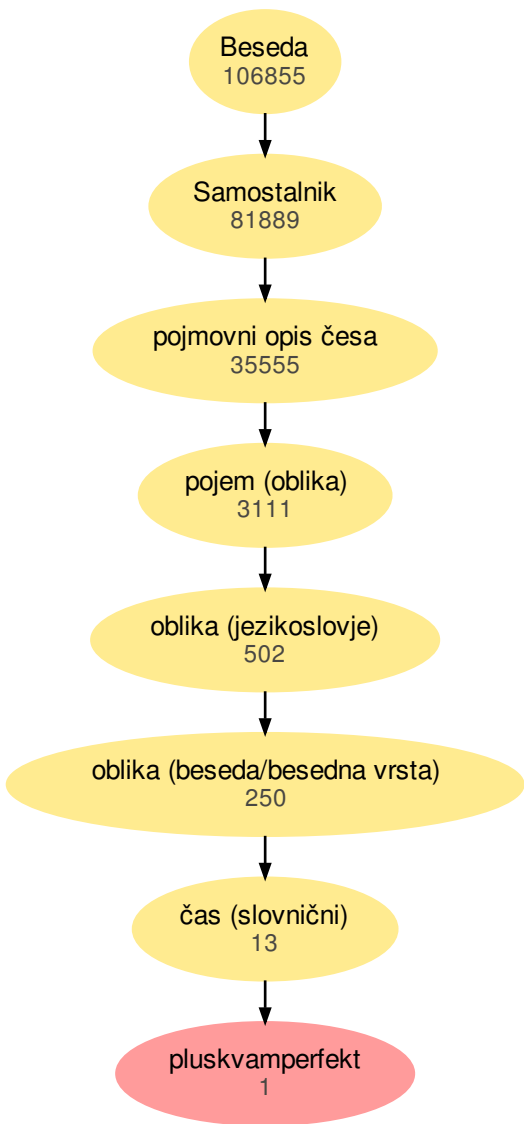 Beseda
106855
Samostalnik
81889
pojmovni opis česa
35555
pojem (oblika)
3111
oblika (jezikoslovje)
502
oblika (beseda/besedna vrsta)
250
čas (slovnični)
13
pluskvamperfekt
1